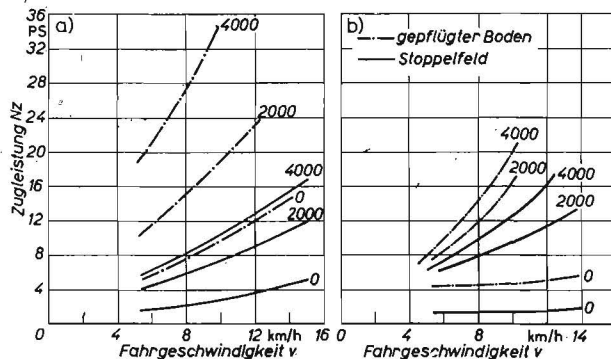 36
PS
32
28
24
20
16
12
8
4
0
Zugleistung Nz
a)
4000
2000
4000
0
2000
0
4
8
12 km/h 16
Fahrgeschwindigkeit v
b)
gepflügter Boden
Stoppelfeld
4000
2000
4000
2000
0
0
0
4
8
km/h 14
Fahrgeschwindigkeit v